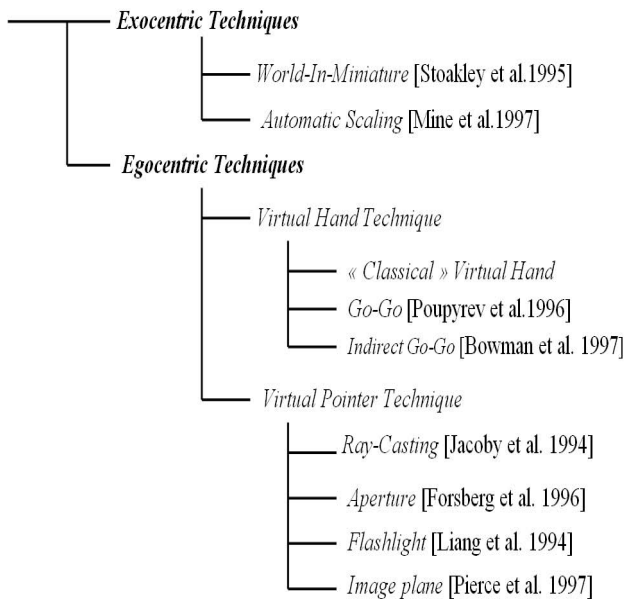 Exocentric Techniques
World-In-Miniature [Stoakley et al.1995]
Automatic Scaling [Mine et al.1997]
Egocentric Techniques
Virtual Hand Technique
« Classical » Virtual Hand
Go-Go [Poupyrev et al.1996]
Indirect Go-Go [Bowman et al. 1997]
Virtual Pointer Technique
Ray-Casting [Jacoby et al. 1994]
Aperture [Forsberg et al. 1996]
Flashlight [Liang et al. 1994]
Image plane [Pierce et al. 1997]